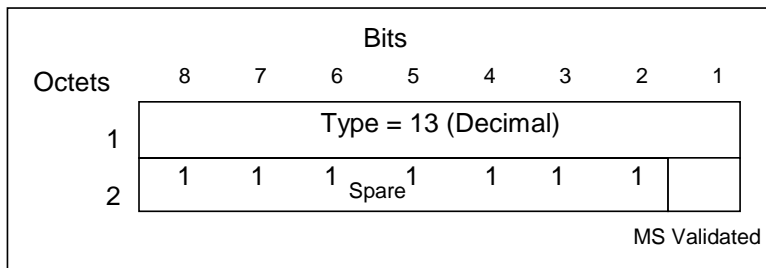 Bits
Octets 8 7 6 5 4 3 2 1
1 Type = 13 (Decimal)
2 1 1 1 1 1 1 1
Spare
MS Validated